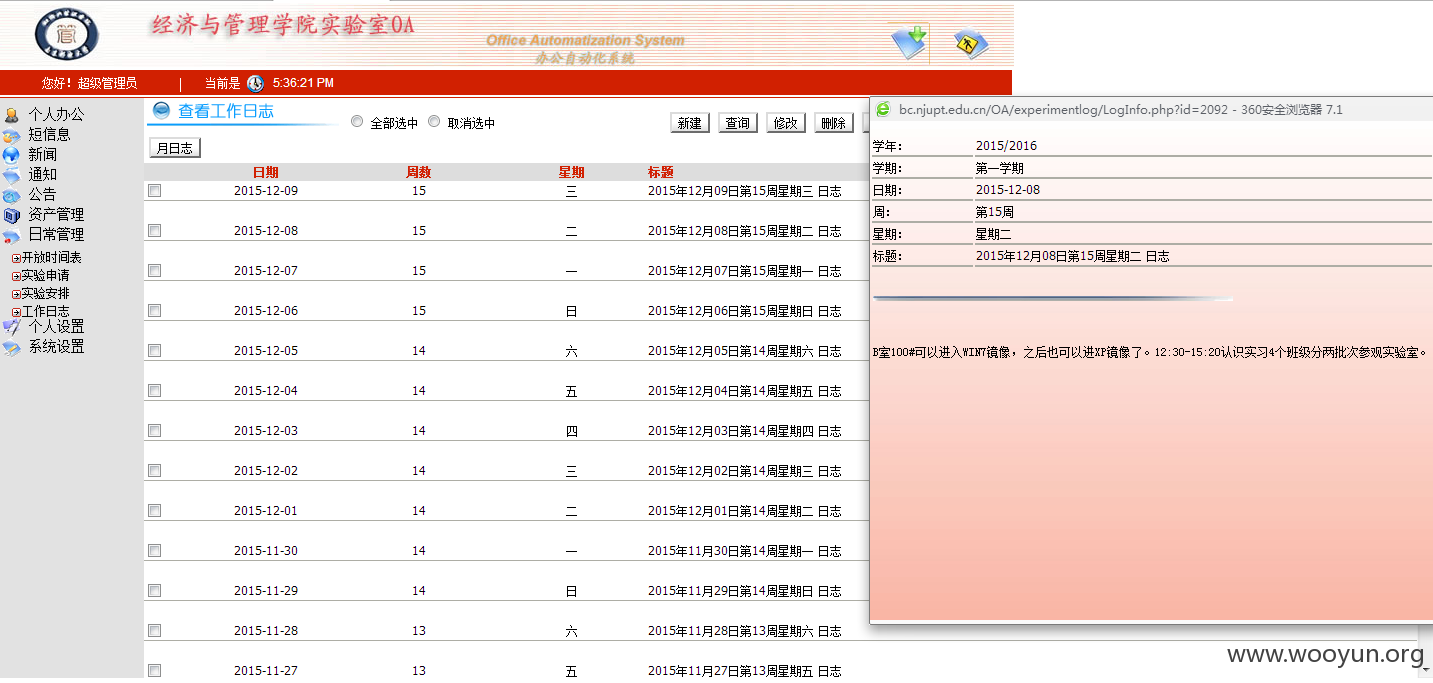 经济与管理学院实验室OA
Office Automatization System
办公自动化系统
您好！超级管理员 | 当前是 5:36:21 PM
个人办公
短信息
新闻
通知
公告
资产管理
日常管理
开放时间表
实验申请
实验安排
工作日志
个人设置
系统设置
查看工作日志
全部选中 取消选中
新建 查询 修改 删除
月日志
日期 周数 星期 标题
2015-12-09 15 三 2015年12月09日第15周星期三 日志
2015-12-08 15 二 2015年12月08日第15周星期二 日志
2015-12-07 15 一 2015年12月07日第15周星期一 日志
2015-12-06 15 日 2015年12月06日第15周星期日 日志
2015-12-05 14 六 2015年12月05日第14周星期六 日志
2015-12-04 14 五 2015年12月04日第14周星期五 日志
2015-12-03 14 四 2015年12月03日第14周星期四 日志
2015-12-02 14 三 2015年12月02日第14周星期三 日志
2015-12-01 14 二 2015年12月01日第14周星期二 日志
2015-11-30 14 一 2015年11月30日第14周星期一 日志
2015-11-29 14 日 2015年11月29日第14周星期日 日志
2015-11-28 13 六 2015年11月28日第13周星期六 日志
2015-11-27 13 五 2015年11月27日第13周星期五 日志
bc.njupt.edu.cn/OA/experimentlog/LogInfo.php?id=2092 - 360安全浏览器 7.1
学年： 2015/2016
学期： 第一学期
日期： 2015-12-08
周： 第15周
星期： 星期二
标题： 2015年12月08日第15周星期二 日志
B室100#可以进入WIN7镜像，之后也可以进XP镜像了。12:30-15:20认识实习4个班级分两批次参观实验室。
www.wooyun.org